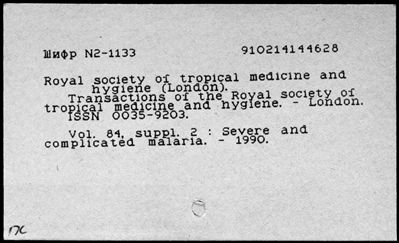 Шифр N2-1133 910214144628
Royal society of tropical medicine and
hygiene (London).
Transactions of the Royal society of
tropical medicine and hygiene. - London.
ISSN 0035-9203.
Vol. 84, suppl. 2 : Severe and
complicated malaria. - 1990.